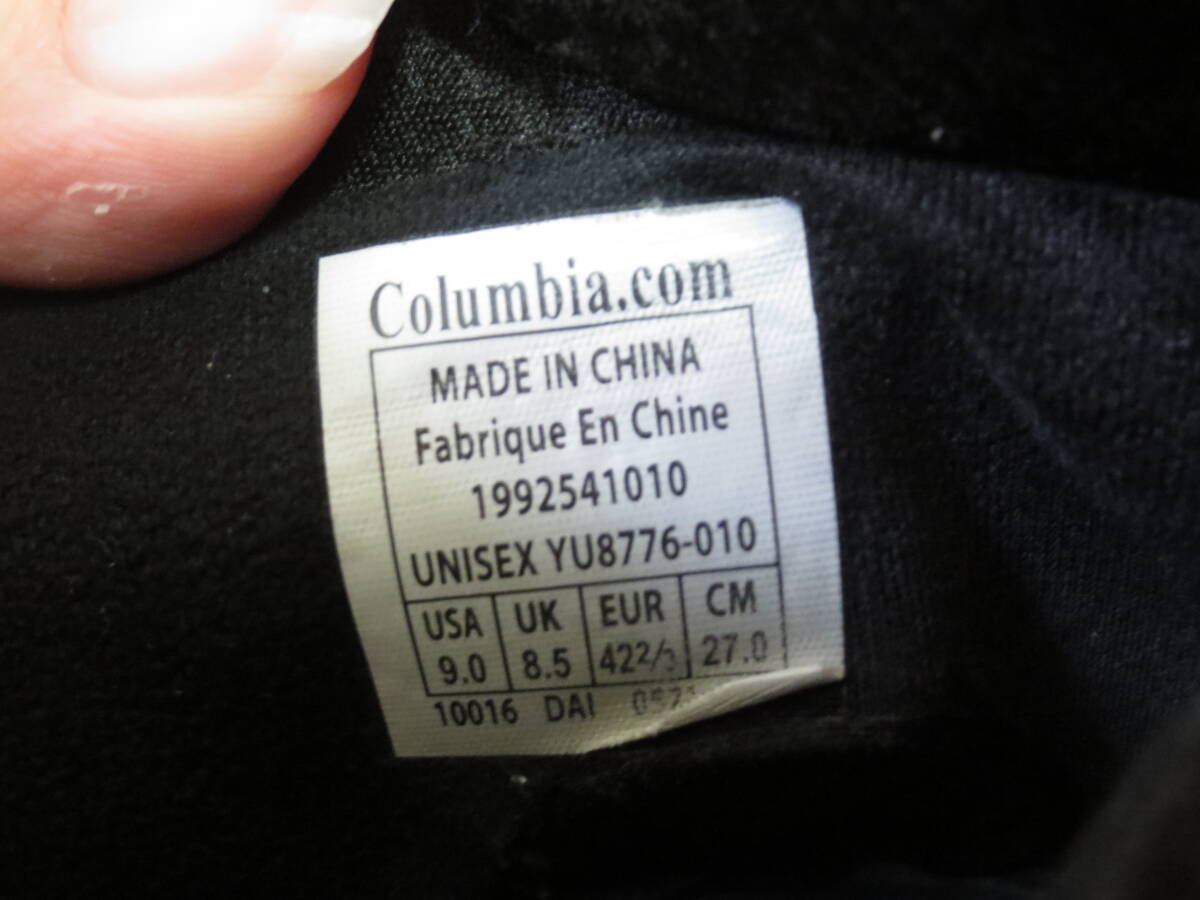 Columbia.com
MADE IN CHINA
Fabrique En Chine
1992541010
UNISEX YU8776-010
USA UK EUR CM
9.0 8.5 42²/₃ 27.0
10016 DAI